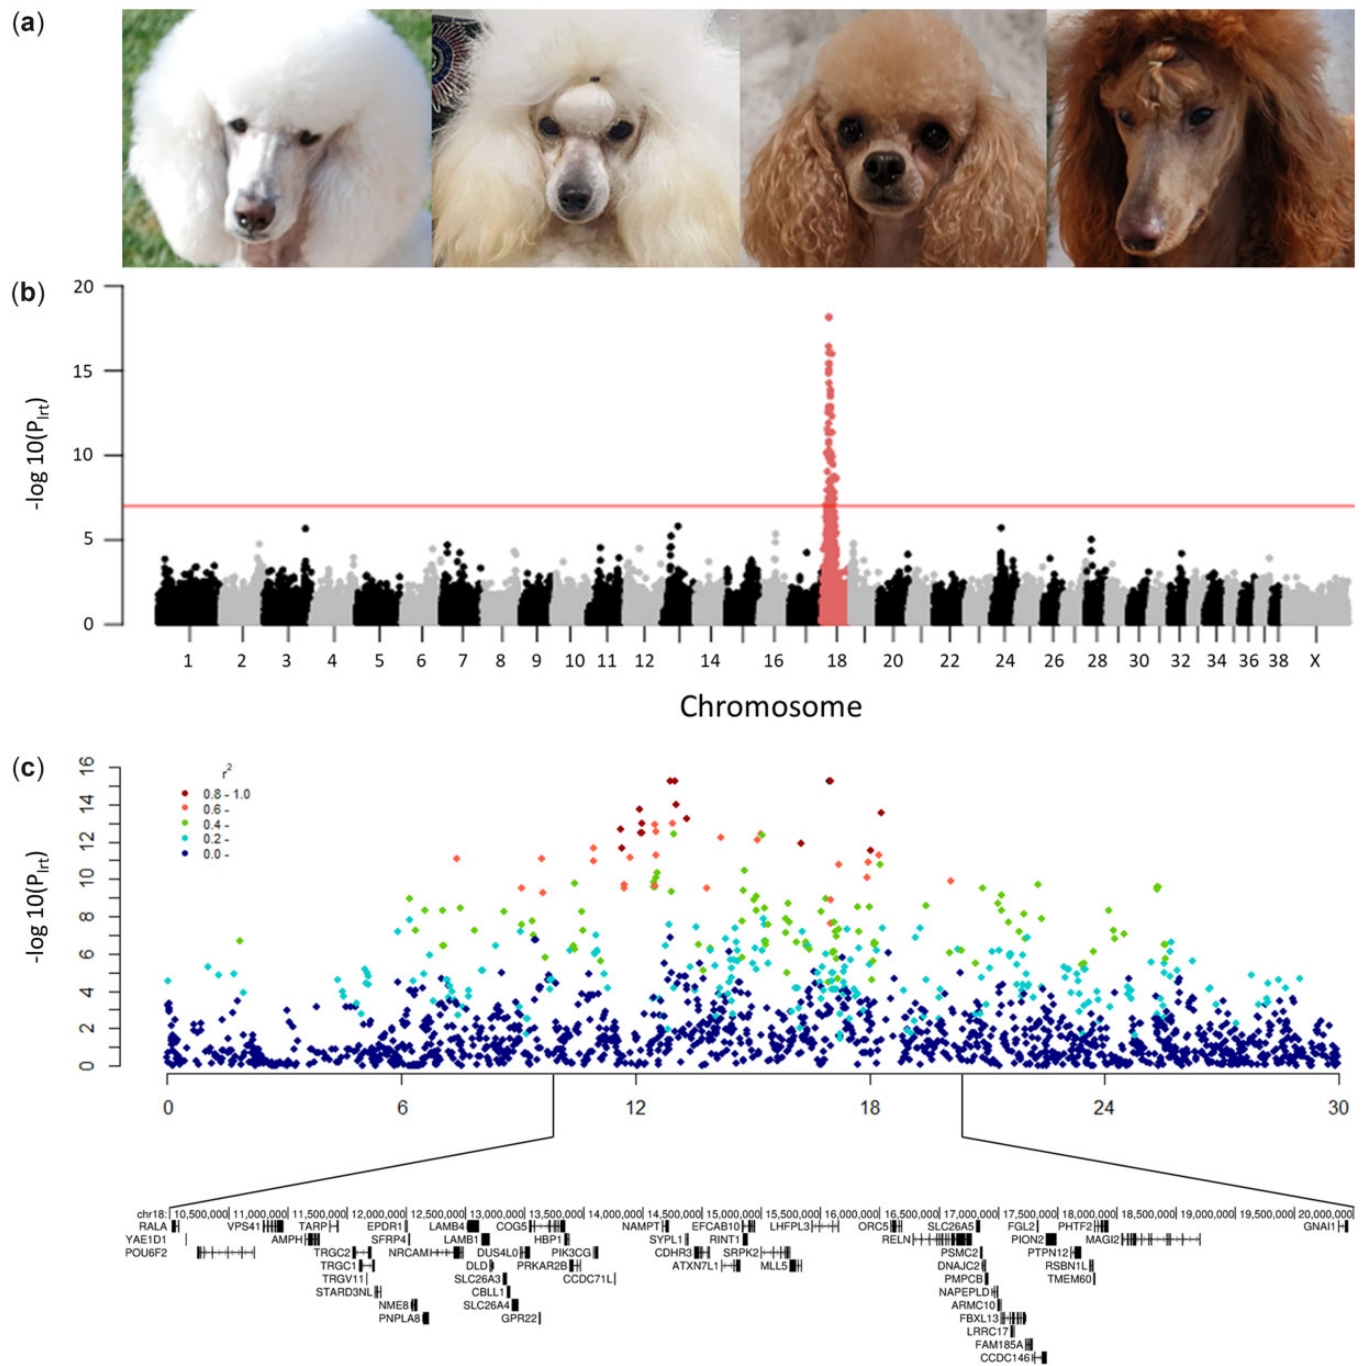 (a)
(b)
20
15
10
5
0
-log 10(Plrt)
1 2 3 4 5 6 7 8 9 10 11 12 14 16 18 20 22 24 26 28 30 32 34 36 38 X
Chromosome
(c)
16
14
12
10
8
6
4
2
0
-log 10(Plrt)
r2
0.8 - 1.0
0.6 -
0.4 -
0.2 -
0.0 -
0 6 12 18 24 30
chr18: 10,500,000 11,000,000 11,500,000 12,000,000 12,500,000 13,000,000 13,500,000 14,000,000 14,500,000 15,000,000 15,500,000 16,000,000 16,500,000 17,000,000 17,500,000 18,000,000 18,500,000 19,000,000 19,500,000 20,000,000
RALA VPS41 TARP EPDR1 LAMB4 COG5 NAMPT EFCAB10 LHFPL3 ORC5 SLC26A5 FGL2 PHTF2 GNAI1
YAE1D1 AMPH SFRP4 LAMB1 HBP1 SYPL1 RINT1 RELN PION2 MAGI2
POU6F2 TRGC2 NRCAM DUS4L0 PIK3CG CDHR3 SRPK2 PSMC2 PTPN12
TRGC1 DLD PRKAR2B ATXN7L1 MLL5 DNAJC2 RSBN1L
TRGV11 SLC26A3 CCDC71L PMPCB TMEM60
STARD3NL CBLL1 NAPEPLD
NME8 SLC26A4 ARMC10
PNPLA8 GPR22 FBXL13
LRRC17
FAM185A
CCDC146